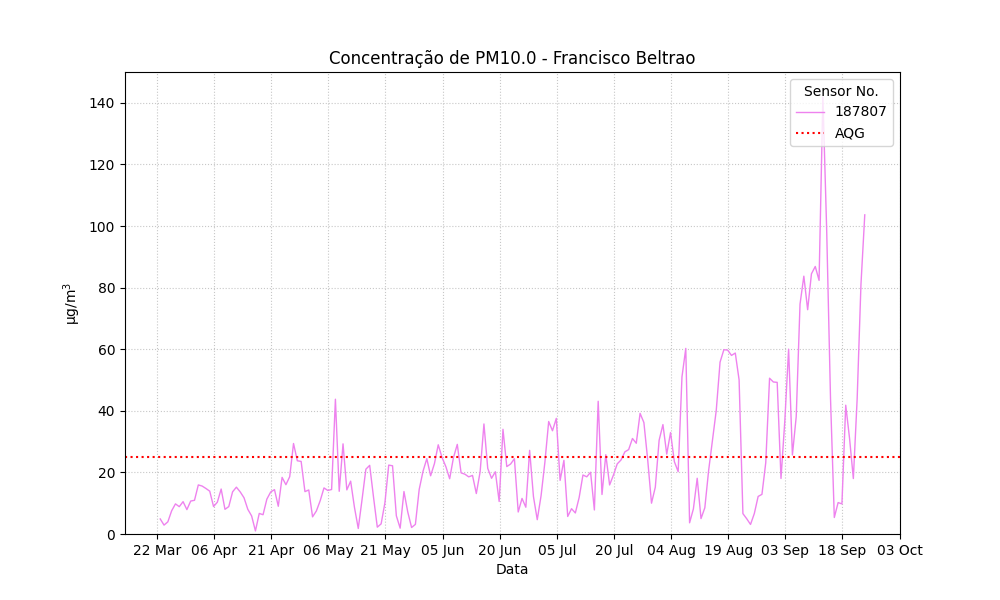 Concentração de PM10.0 - Francisco Beltrao
Sensor No.
187807
AQG
µg/m³
140
120
100
80
60
40
20
0
22 Mar 06 Apr 21 Apr 06 May 21 May 05 Jun 20 Jun 05 Jul 20 Jul 04 Aug 19 Aug 03 Sep 18 Sep 03 Oct
Data